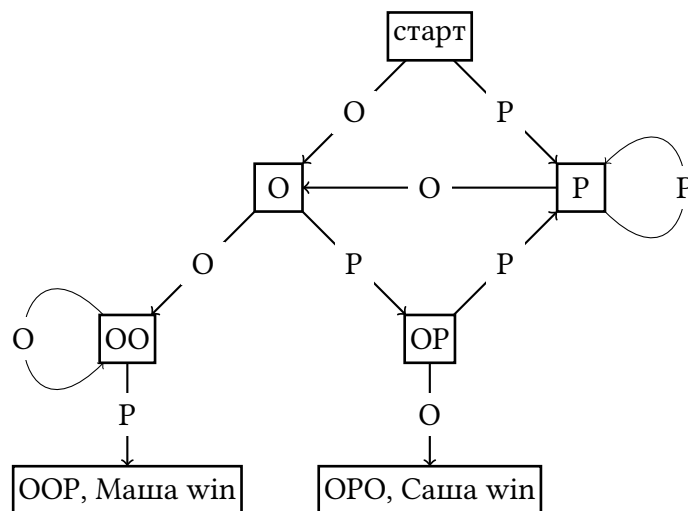 старт
О
Р
О
О
Р
Р
О
Р
Р
О
ОО
ОР
Р
О
ООР, Маша win
ОРО, Саша win